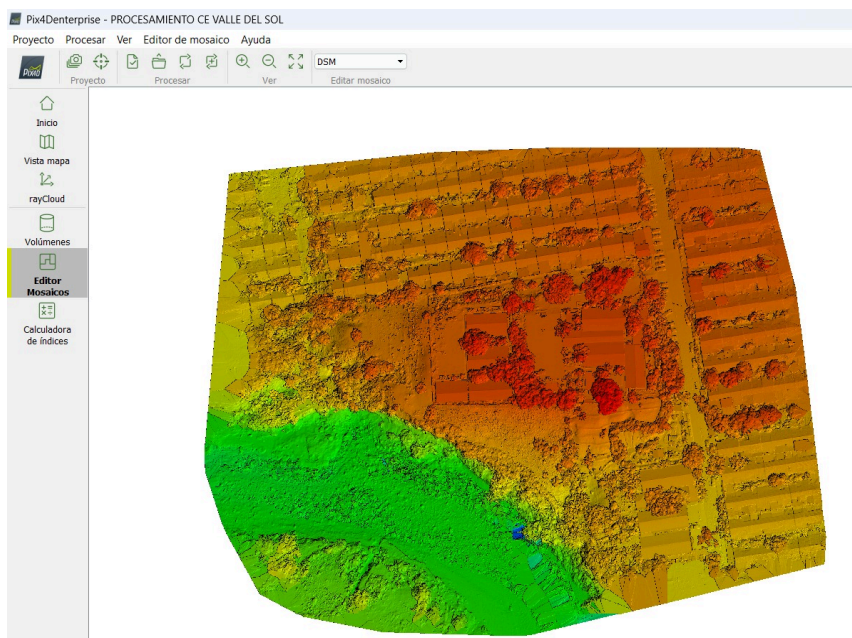 Pix4Denterprise - PROCESAMIENTO CE VALLE DEL SOL
Proyecto Procesar Ver Editor de mosaico Ayuda
PIX4D
DSM
Proyecto Procesar Ver Editar mosaico
Inicio
Vista mapa
rayCloud
Volúmenes
Editor
Mosaicos
Calculadora
de índices